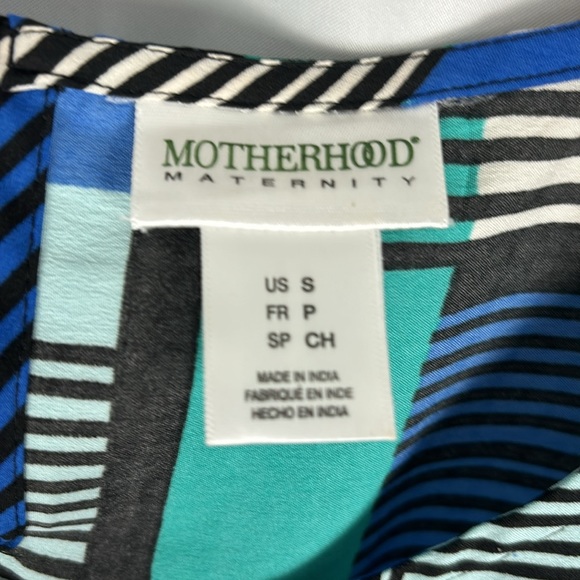 MOTHERHOOD®
MATERNITY
US S
FR P
SP CH
MADE IN INDIA
FABRIQUÉ EN INDE
HECHO EN INDIA